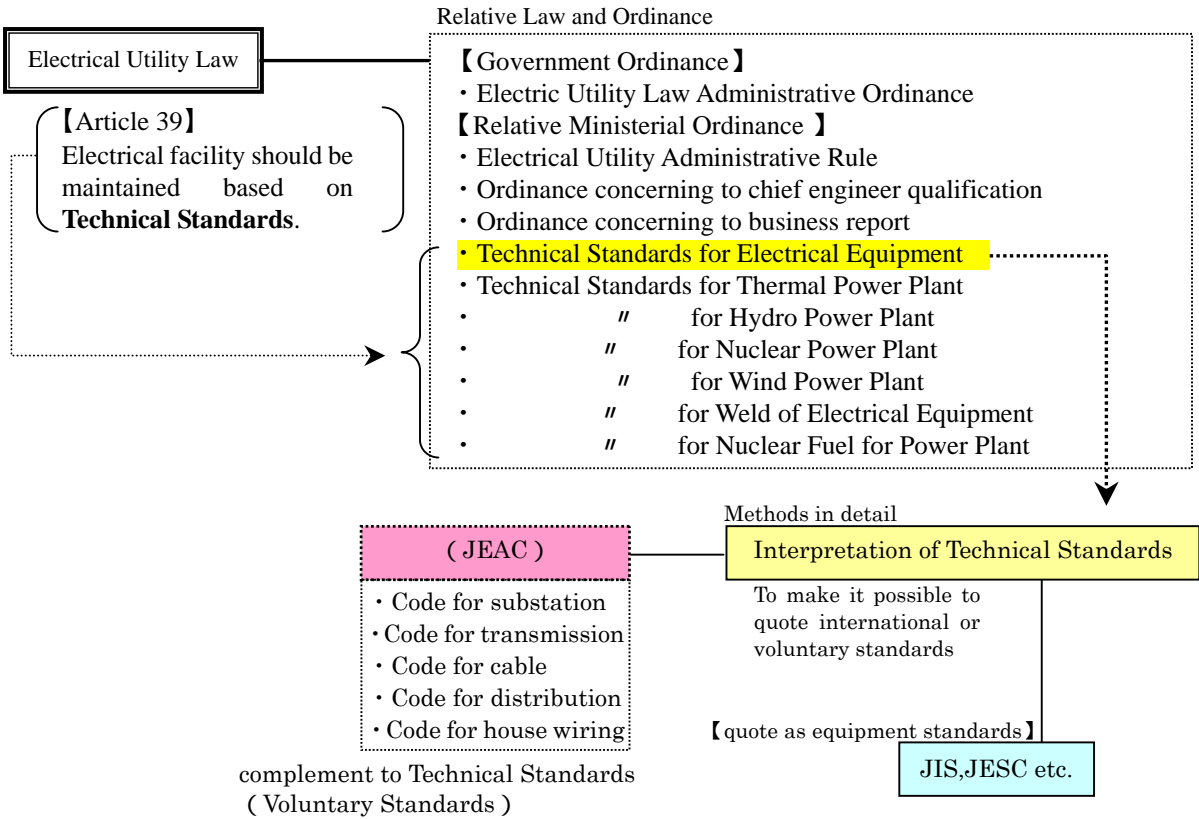 Relative Law and Ordinance
Electrical Utility Law
【Article 39】
Electrical facility should be
maintained based on
Technical Standards.
【Government Ordinance】
・Electric Utility Law Administrative Ordinance
【Relative Ministerial Ordinance 】
・Electrical Utility Administrative Rule
・Ordinance concerning to chief engineer qualification
・Ordinance concerning to business report
・Technical Standards for Electrical Equipment
・Technical Standards for Thermal Power Plant
・ 〃 for Hydro Power Plant
・ 〃 for Nuclear Power Plant
・ 〃 for Wind Power Plant
・ 〃 for Weld of Electrical Equipment
・ 〃 for Nuclear Fuel for Power Plant
Methods in detail
Interpretation of Technical Standards
To make it possible to
quote international or
voluntary standards
( JEAC )
・Code for substation
・Code for transmission
・Code for cable
・Code for distribution
・Code for house wiring
complement to Technical Standards
( Voluntary Standards )
【quote as equipment standards】
JIS,JESC etc.